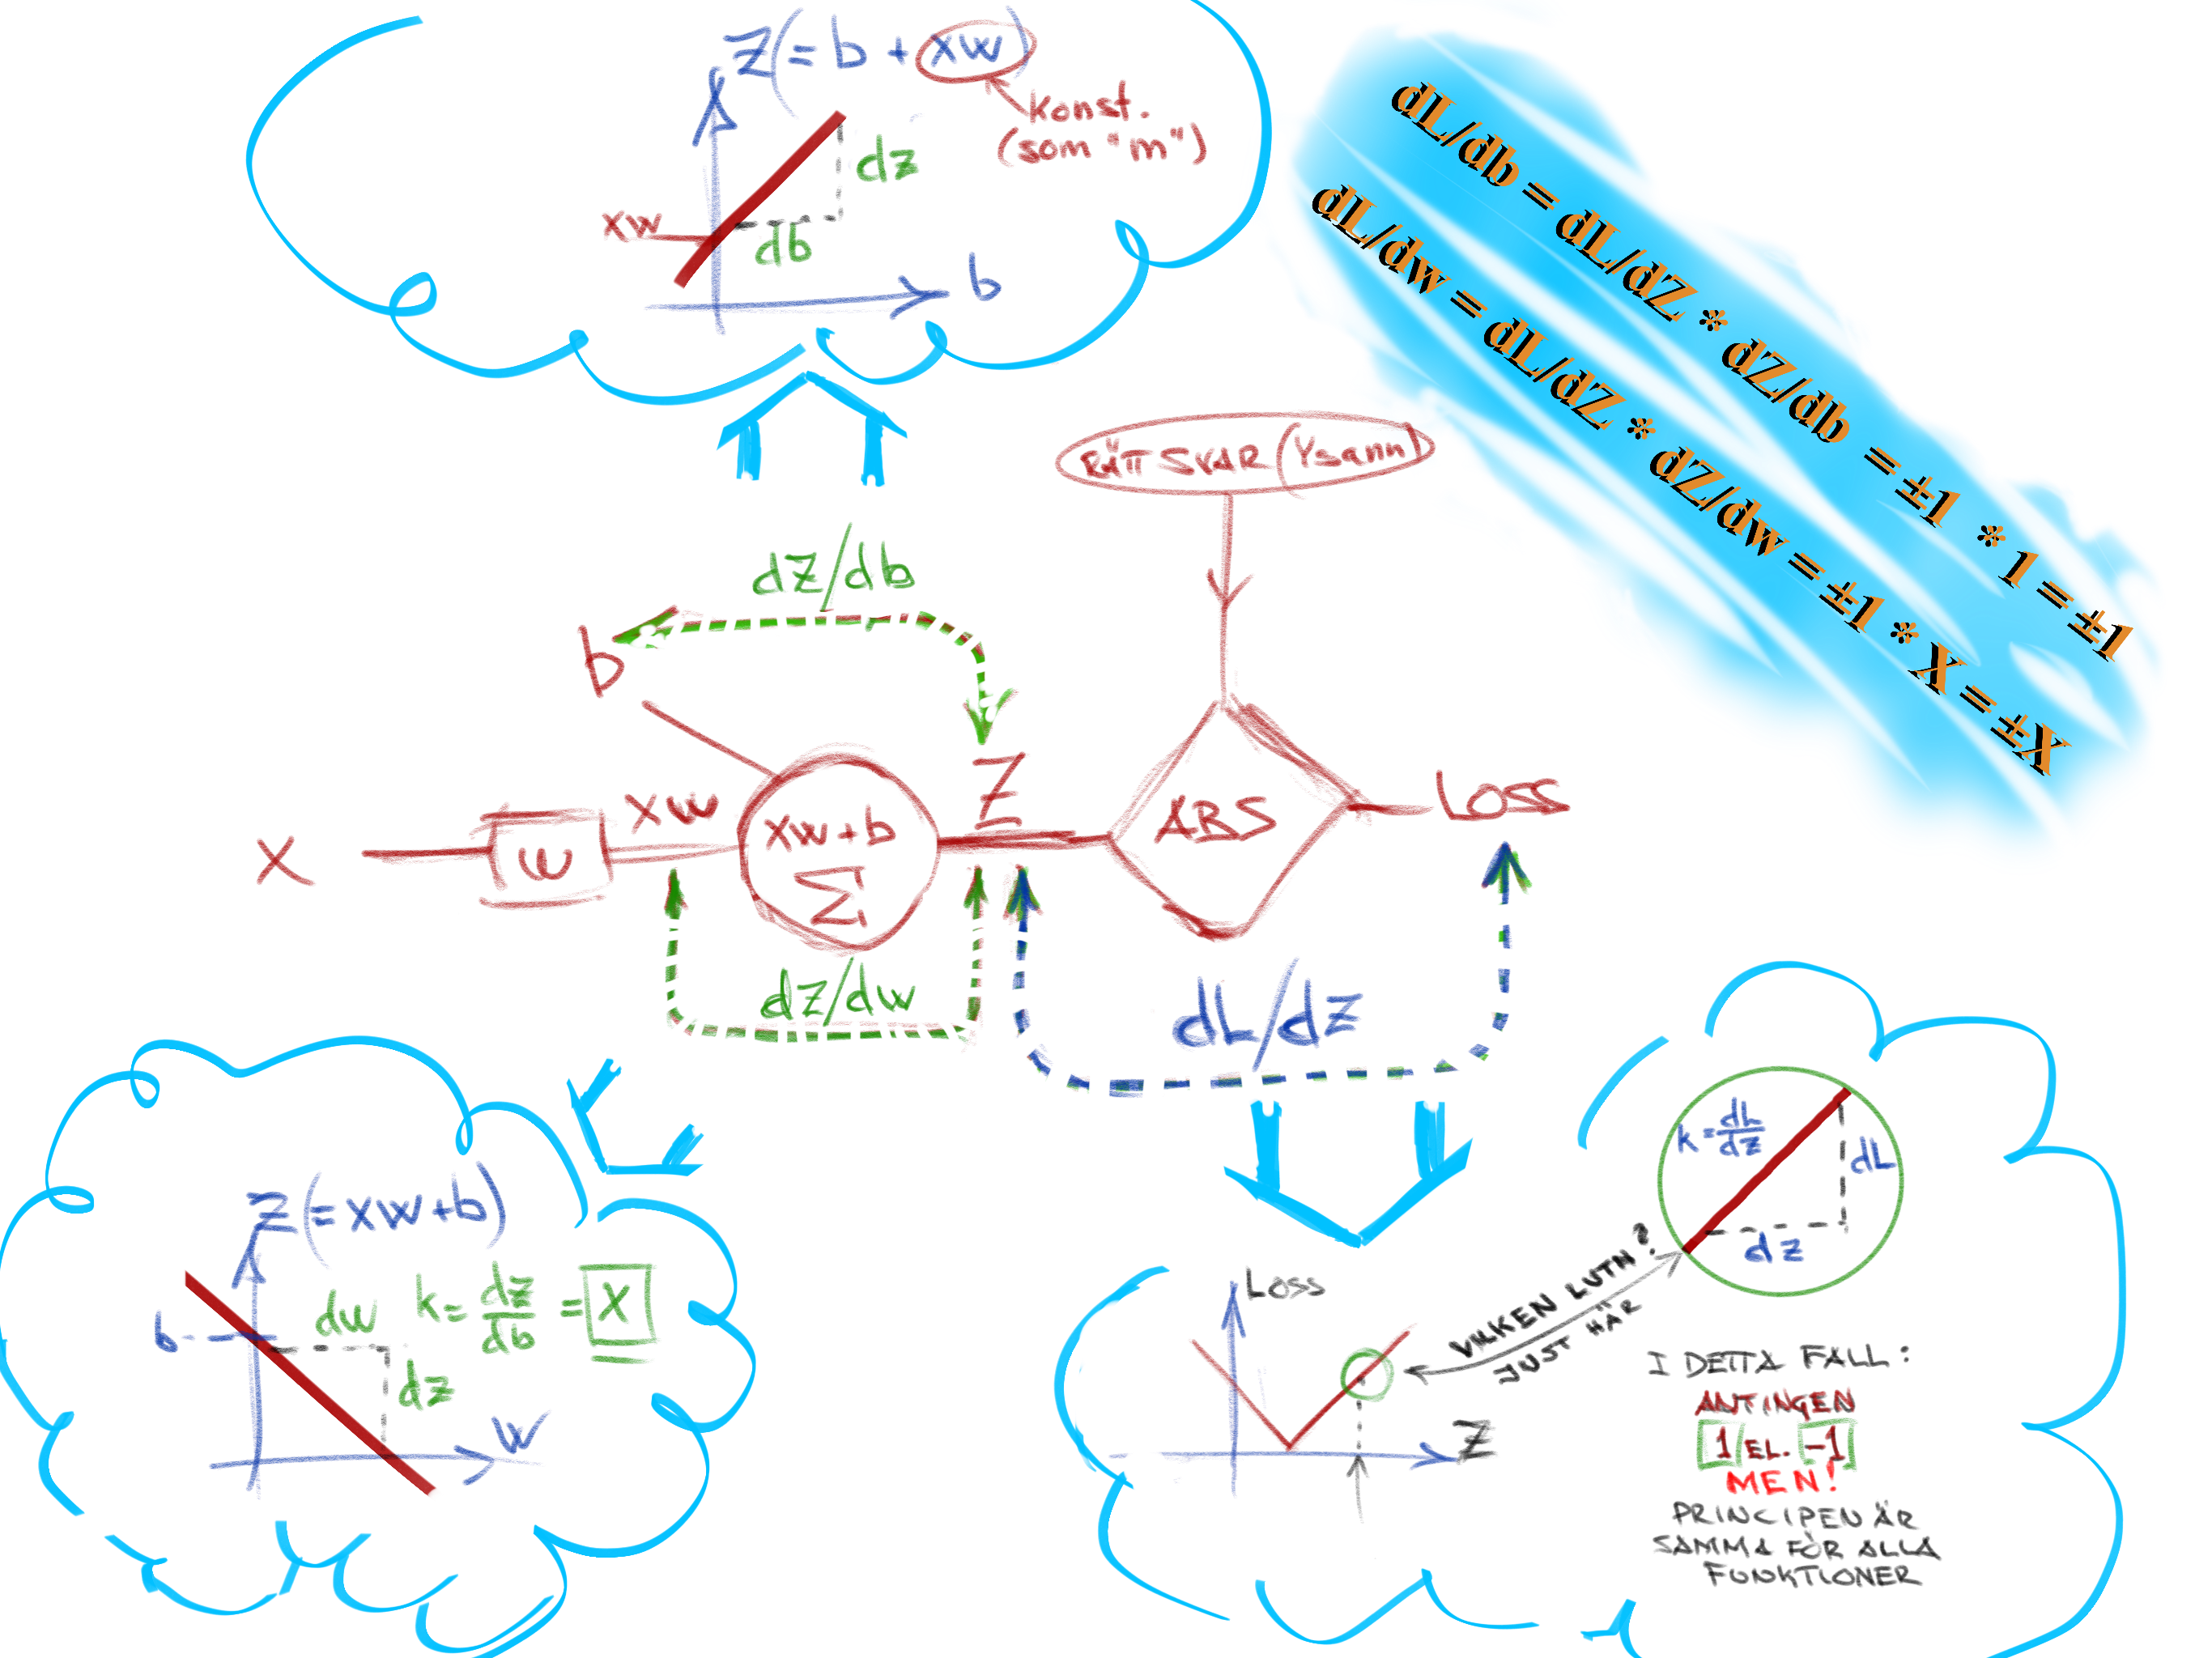 Z(= b + xw)
konst.
(som "m")
dz
xw
db
b
dL/db = dL/dZ * dZ/db = ±1 * 1 = ±1
dL/dw = dL/dZ * dZ/dw = ±1 * X = ±X
RÄTT SVAR (Ysann)
dZ/db
b
Z
X
w
xw
xw+b
Σ
ABS
Loss
dz/dw
dL/dz
Z(= xw+b)
b
dw
k = dz/db = X
dz
w
k = dL/dz
dL
dz
Loss
VILKEN LUTN?
JUST HÄR
Z
I DETTA FALL:
ANTINGEN
1 EL. -1
MEN!
PRINCIPEN ÄR
SAMMA FÖR ALLA
FUNKTIONER